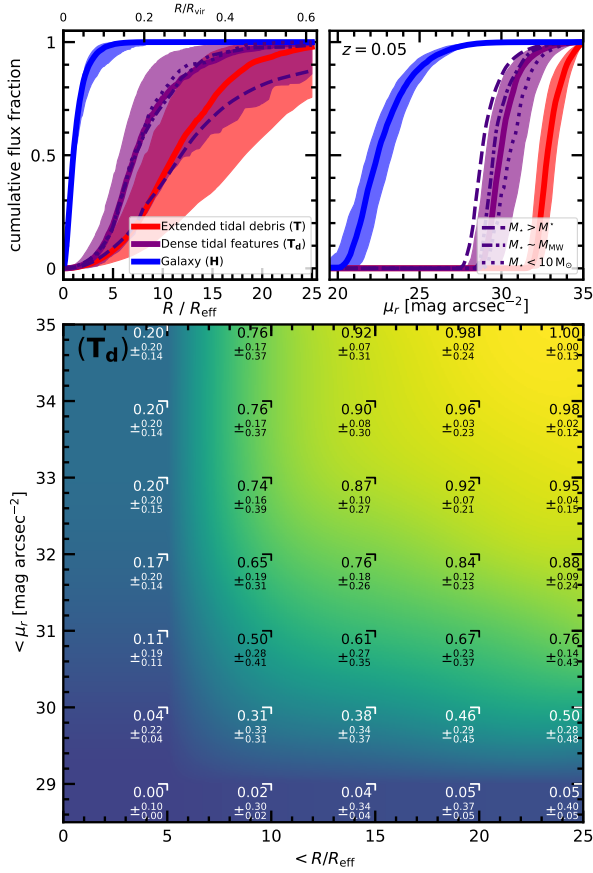 R/R_vir
0.0 0.2 0.4 0.6
cumulative flux fraction
1
0.5
0
Extended tidal debris (T)
Dense tidal features (T_d)
Galaxy (H)
0 5 10 15 20 25
R / R_eff
z = 0.05
M⋆ > M*
M⋆ ~ M_MW
M⋆ < 10 M⊙
20 25 30 35
μ_r [mag arcsec⁻²]
(T_d)
< μ_r [mag arcsec⁻²]
35
0.20 0.76 0.92 0.98 1.00
±0.20 ±0.17 ±0.07 ±0.02 ±0.00
0.14 0.37 0.31 0.24 0.13
34
0.20 0.76 0.90 0.96 0.98
±0.20 ±0.17 ±0.08 ±0.03 ±0.02
0.14 0.37 0.30 0.23 0.12
33
0.20 0.74 0.87 0.92 0.95
±0.20 ±0.16 ±0.10 ±0.07 ±0.04
0.15 0.39 0.27 0.21 0.15
32
0.17 0.65 0.76 0.84 0.88
±0.20 ±0.19 ±0.18 ±0.12 ±0.09
0.14 0.31 0.26 0.23 0.24
31
0.11 0.50 0.61 0.67 0.76
±0.19 ±0.28 ±0.27 ±0.23 ±0.14
0.11 0.41 0.35 0.37 0.43
30
0.04 0.31 0.38 0.46 0.50
±0.22 ±0.33 ±0.34 ±0.29 ±0.28
0.04 0.31 0.37 0.45 0.48
29
0.00 0.02 0.04 0.05 0.05
±0.10 ±0.30 ±0.34 ±0.37 ±0.40
0.00 0.02 0.04 0.05 0.05
0 5 10 15 20 25
< R/R_eff